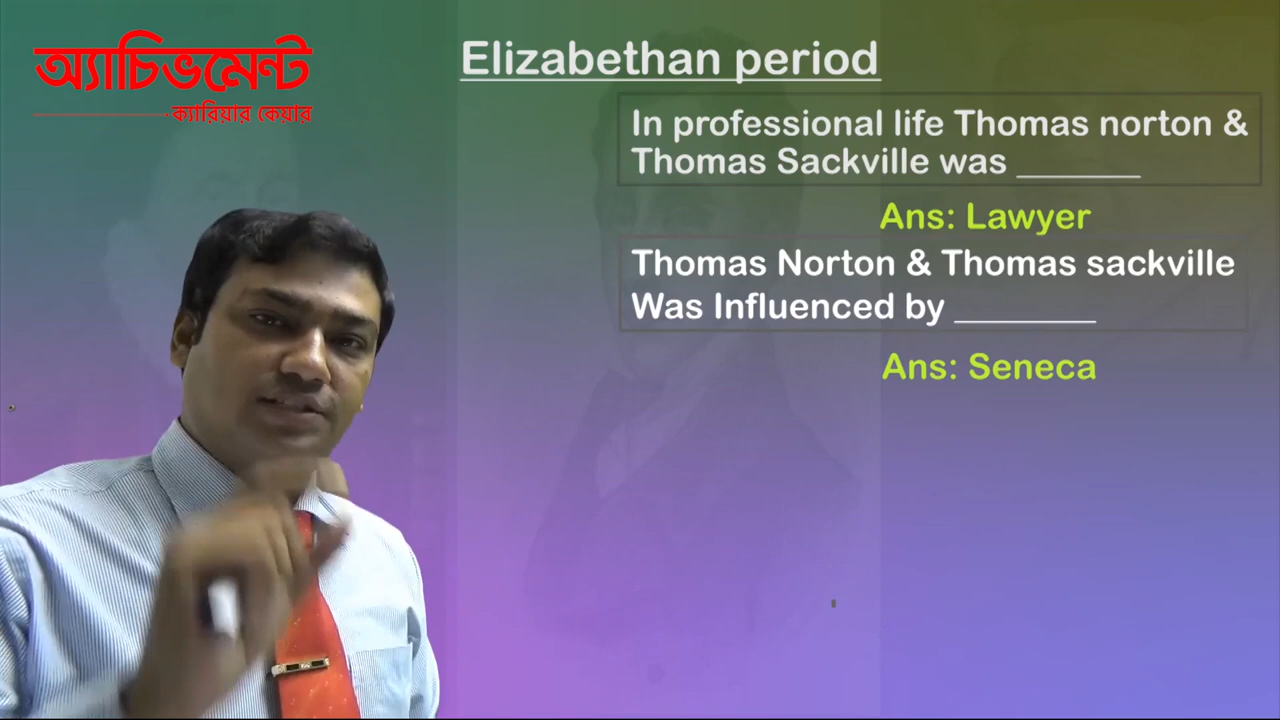 অ্যাচিভমেন্ট
ক্যারিয়ার কেয়ার
Elizabethan period
In professional life Thomas norton &
Thomas Sackville was _______
Ans: Lawyer
Thomas Norton & Thomas sackville
Was Influenced by ________
Ans: Seneca